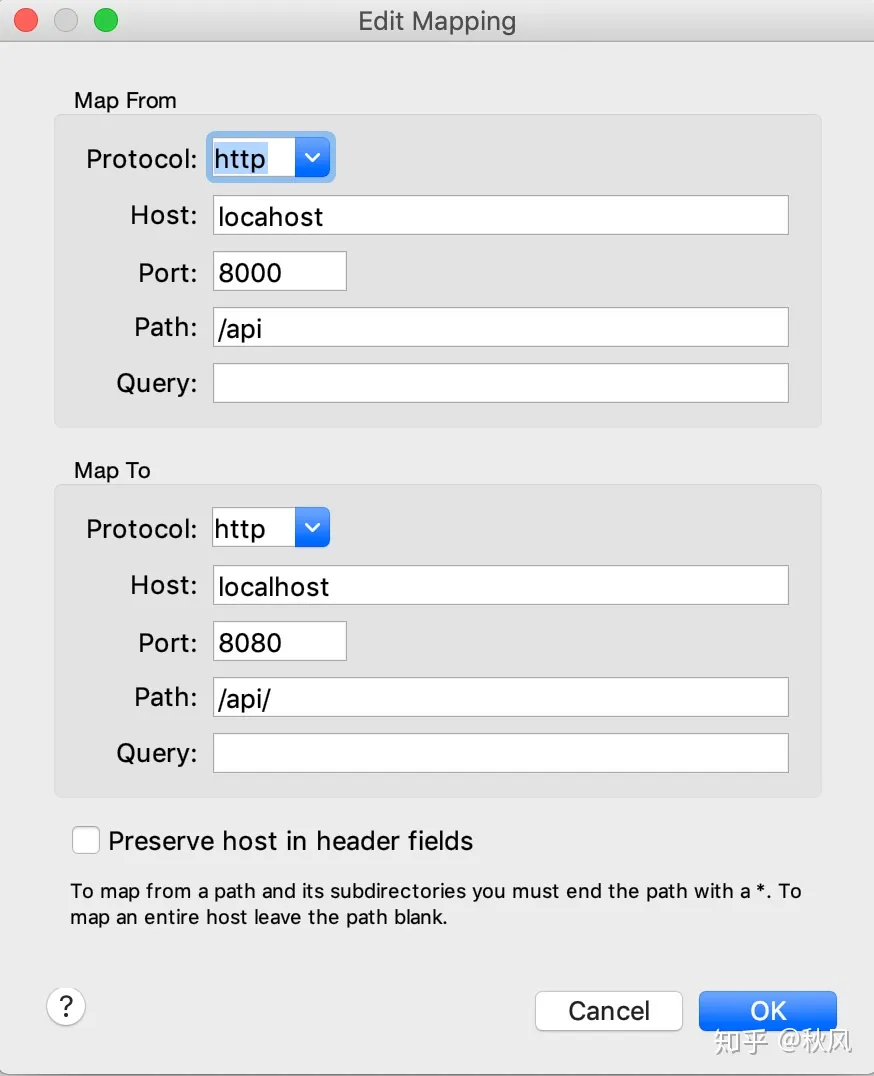 Edit Mapping
Map From
Protocol: http
Host: locahost
Port: 8000
Path: /api
Query:
Map To
Protocol: http
Host: localhost
Port: 8080
Path: /api/
Query:
Preserve host in header fields
To map from a path and its subdirectories you must end the path with a *. To
map an entire host leave the path blank.
? Cancel OK
知乎 @秋风